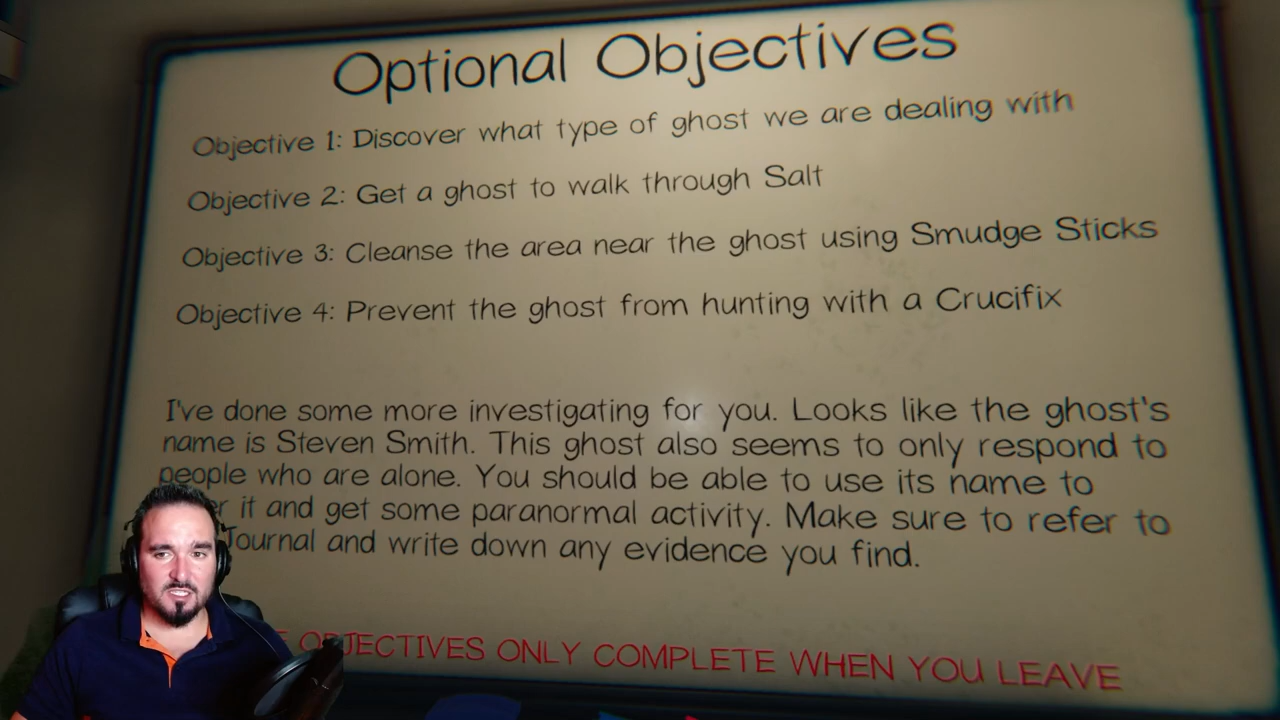 Optional Objectives
Objective 1: Discover what type of ghost we are dealing with
Objective 2: Get a ghost to walk through Salt
Objective 3: Cleanse the area near the ghost using Smudge Sticks
Objective 4: Prevent the ghost from hunting with a Crucifix
I've done some more investigating for you. Looks like the ghost's
name is Steven Smith. This ghost also seems to only respond to
people who are alone. You should be able to use its name to
it and get some paranormal activity. Make sure to refer to
Journal and write down any evidence you find.
OBJECTIVES ONLY COMPLETE WHEN YOU LEAVE